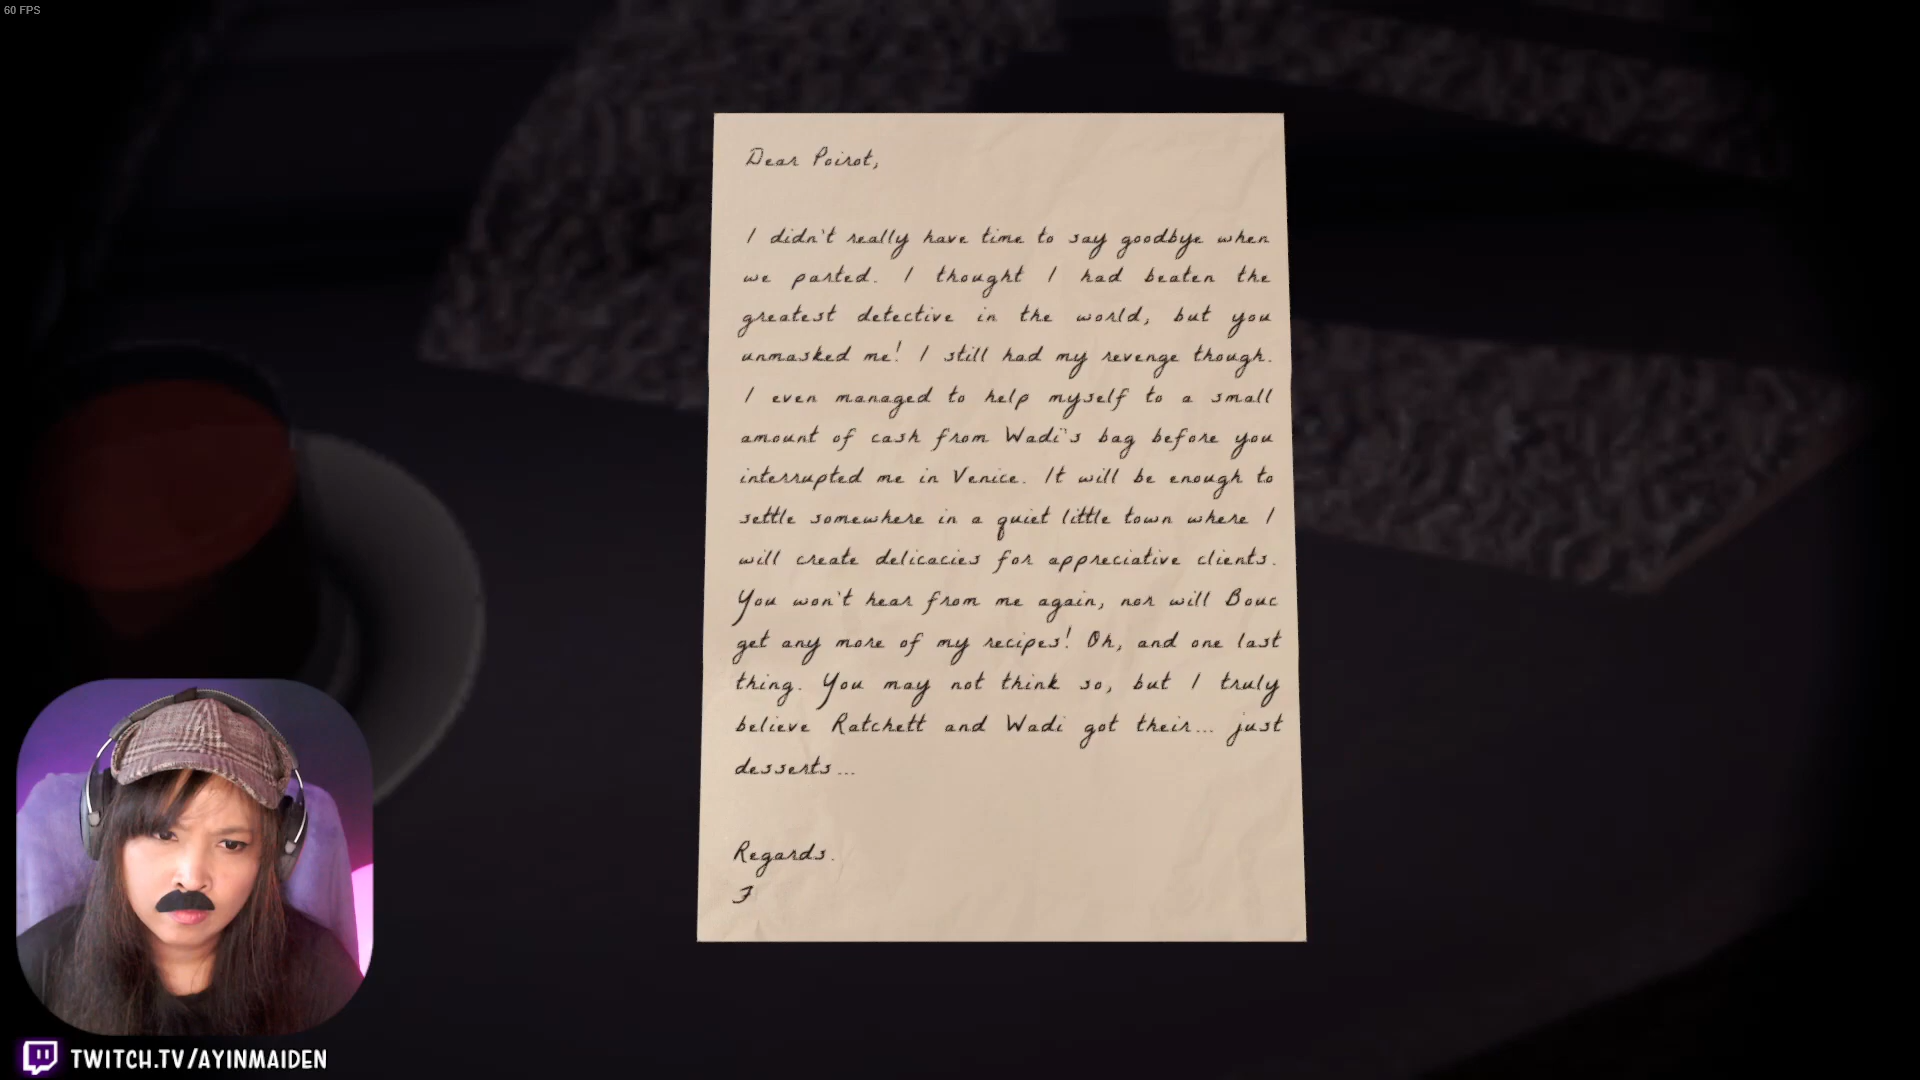 60 FPS
Dear Poirot,
I didn't really have time to say goodbye when
we parted. I thought I had beaten the
greatest detective in the world, but you
unmasked me! I still had my revenge though.
I even managed to help myself to a small
amount of cash from Wadi's bag before you
interrupted me in Venice. It will be enough to
settle somewhere in a quiet little town where I
will create delicacies for appreciative clients.
You won't hear from me again, nor will Bouc
get any more of my recipes! Oh, and one last
thing. You may not think so, but I truly
believe Ratchett and Wadi got their... just
desserts...
Regards.
F
TWITCH.TV/AYINMAIDEN